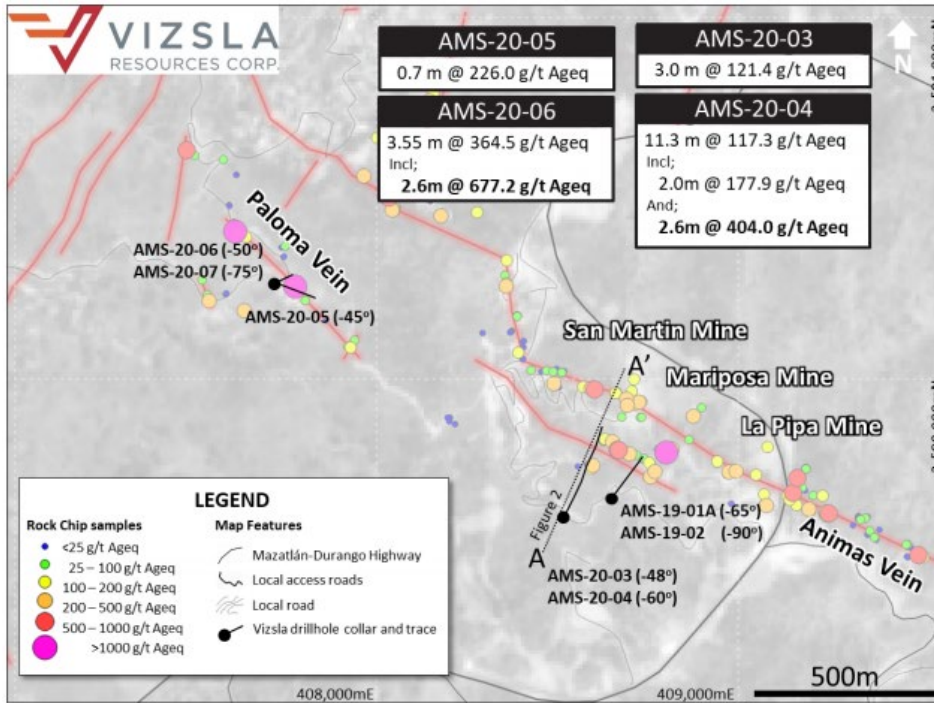 VIZSLA
RESOURCES CORP.
AMS-20-05
0.7 m @ 226.0 g/t Ageq
AMS-20-03
3.0 m @ 121.4 g/t Ageq
N
AMS-20-06
3.55 m @ 364.5 g/t Ageq
Incl;
2.6m @ 677.2 g/t Ageq
AMS-20-04
11.3 m @ 117.3 g/t Ageq
Incl;
2.0m @ 177.9 g/t Ageq
And;
2.6m @ 404.0 g/t Ageq
Paloma Vein
AMS-20-06 (-50°)
AMS-20-07 (-75°)
AMS-20-05 (-45°)
San Martin Mine
A'
Mariposa Mine
La Pipa Mine
Figure 2
A
AMS-19-01A (-65°)
AMS-19-02 (-90°)
Animas Vein
AMS-20-03 (-48°)
AMS-20-04 (-60°)
LEGEND
Rock Chip samples
<25 g/t Ageq
25 – 100 g/t Ageq
100 – 200 g/t Ageq
200 – 500 g/t Ageq
500 – 1000 g/t Ageq
>1000 g/t Ageq
Map Features
Mazatlán-Durango Highway
Local access roads
Local road
Vizsla drillhole collar and trace
408,000mE
409,000mE
500m